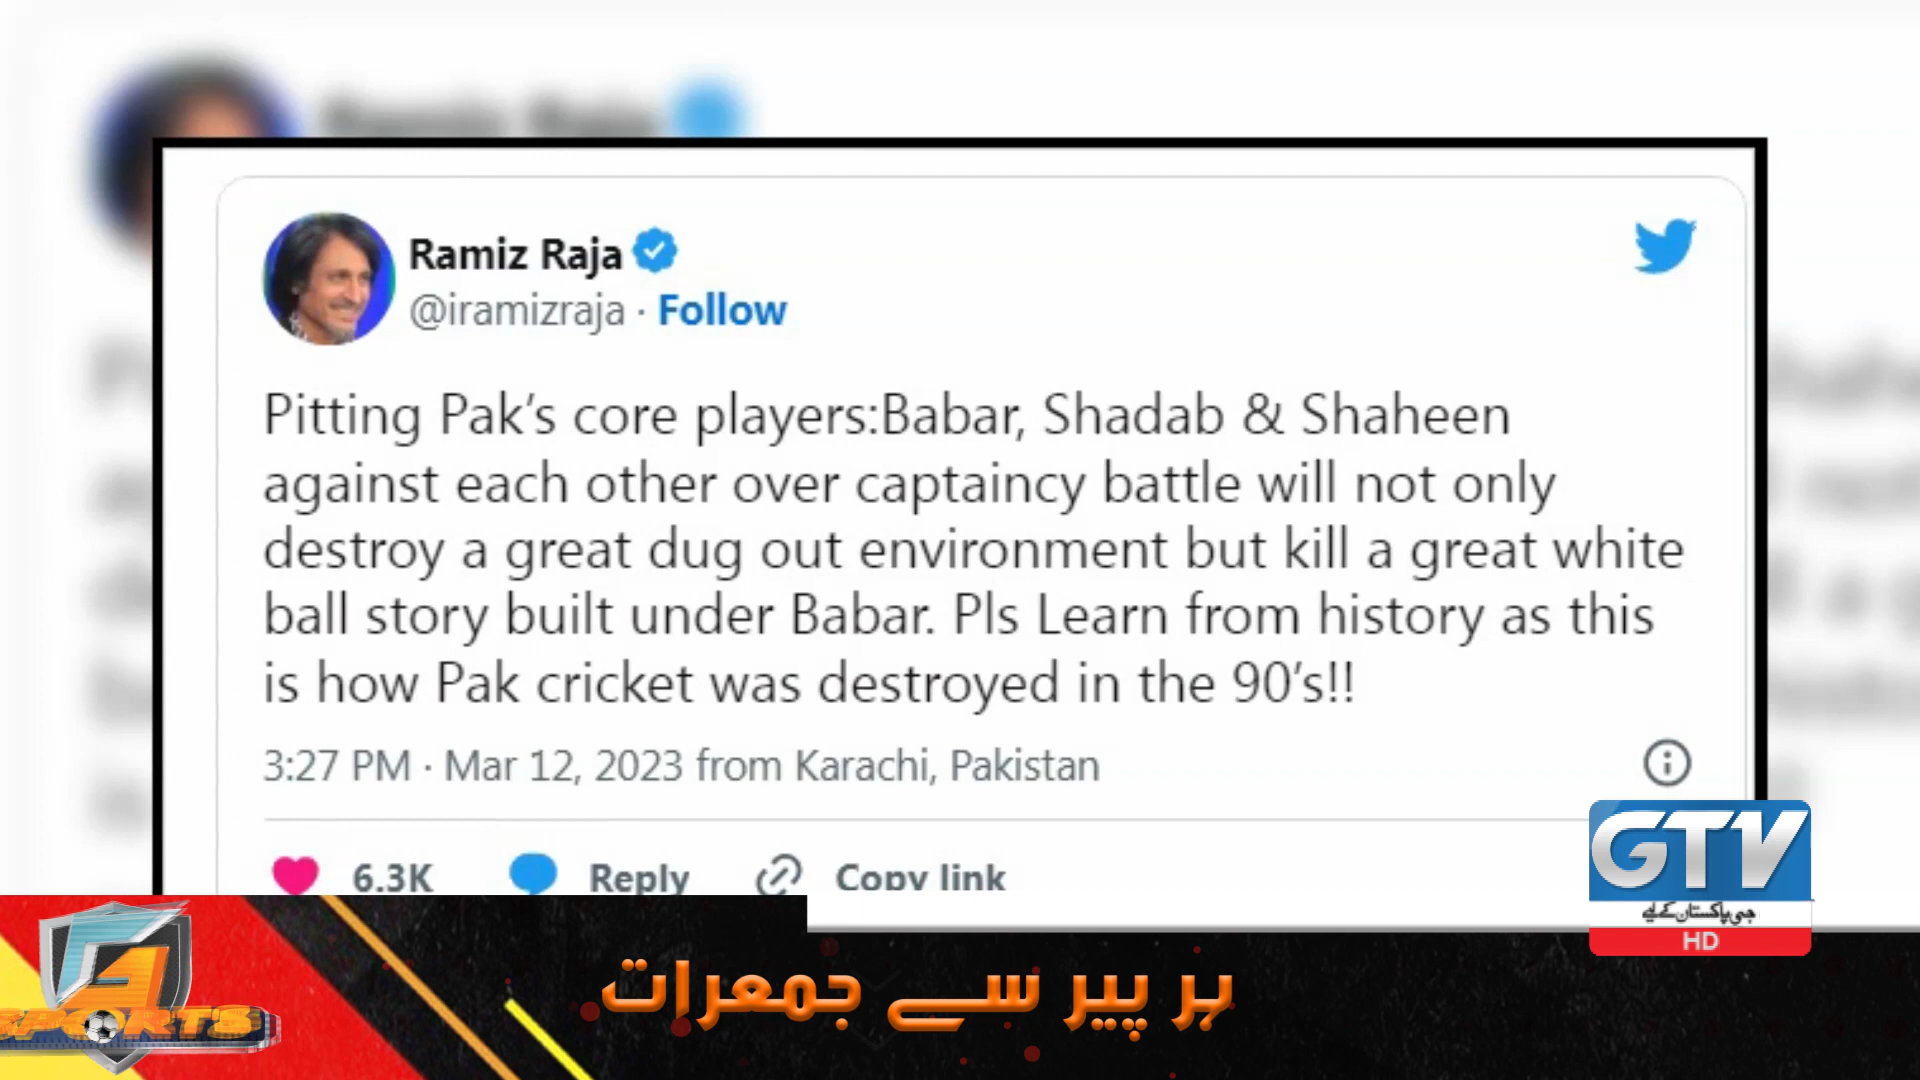 Ramiz Raja
@iramizraja · Follow
Pitting Pak's core players:Babar, Shadab & Shaheen
against each other over captaincy battle will not only
destroy a great dug out environment but kill a great white
ball story built under Babar. Pls Learn from history as this
is how Pak cricket was destroyed in the 90's!!
3:27 PM · Mar 12, 2023 from Karachi, Pakistan
6.3K Reply Copy link
GTV
جی پاکستان کے لیے
HD
SPORTS
ہر پیر سے جمعرات